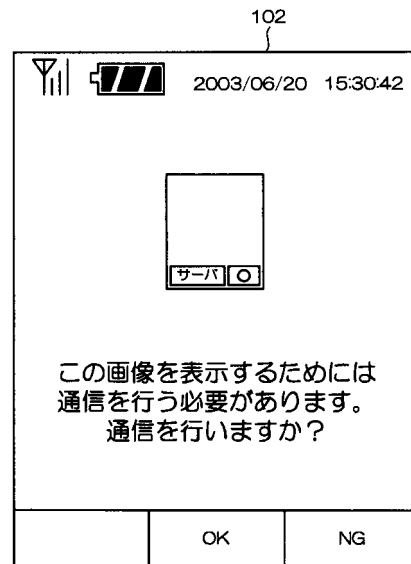 102
2003/06/20 15:30:42
サーバ ○
この画像を表示するためには
通信を行う必要があります。
通信を行いますか？
OK NG